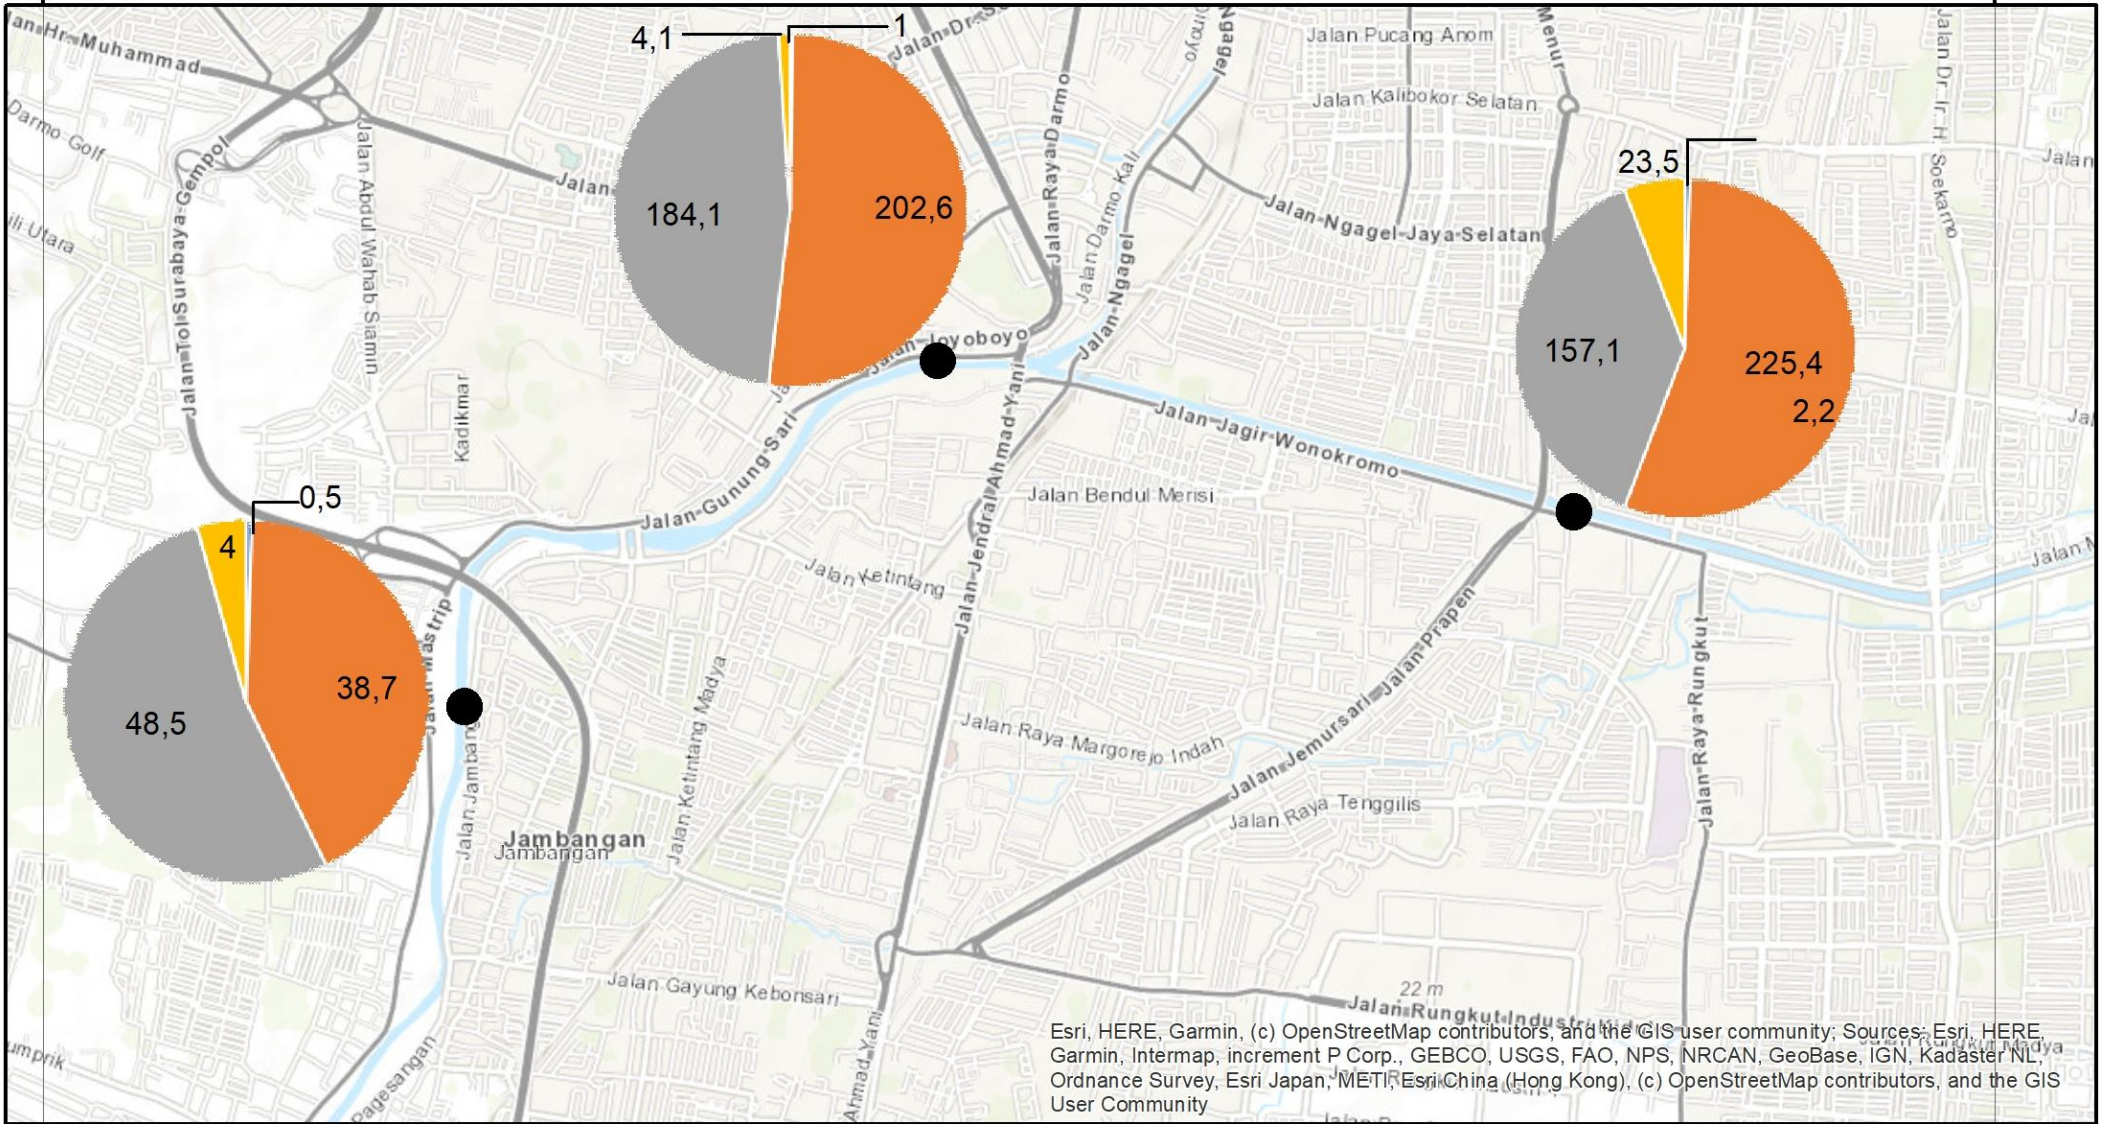 Jalan Pucang Anom
Menur
Jalan Dr. Ir. H. Soekarno
Ngagel
4,1
1
Muhammad
Jalan Kalibokor Selatan
Darmo Golf
Jalan Tol Surabaya-Gempol
Jalan Abdul Wahab Siamin
Jalan
Jalan Raya Darmo
Jalan Darmo Kali
Jalan
23,5
184,1
202,6
Jalan Ngagel Jaya Selatan
Utara
Jalan Ngagel
157,1
225,4
2,2
Jalan Joyoboyo
Kadikmar
Jalan Jagir Wonokromo
Jalan Gunung Sari
Jalan Jendral Ahmad Yani
Jalan Bendul Merisi
0,5
4
Jalan Ketintang
Jalan
Jalan Mastrip
Jalan Prapen
Jalan Raya Rungkut
38,7
48,5
Jalan Ketintang Madya
Jalan Raya Margorejo Indah
Jalan Jemursari
Jalan Raya Tenggilis
Jalan Jambang
Jambangan
Jambangan
Jalan Gayung Kebonsari
22 m
Jalan Rungkut Industri
Ahmad Yani
Pagesangan
Esri, HERE, Garmin, (c) OpenStreetMap contributors, and the GIS user community; Sources: Esri, HERE,
Garmin, Intermap, increment P Corp., GEBCO, USGS, FAO, NPS, NRCAN, GeoBase, IGN, Kadaster NL,
Ordnance Survey, Esri Japan, METI, Esri China (Hong Kong), (c) OpenStreetMap contributors, and the GIS
User Community